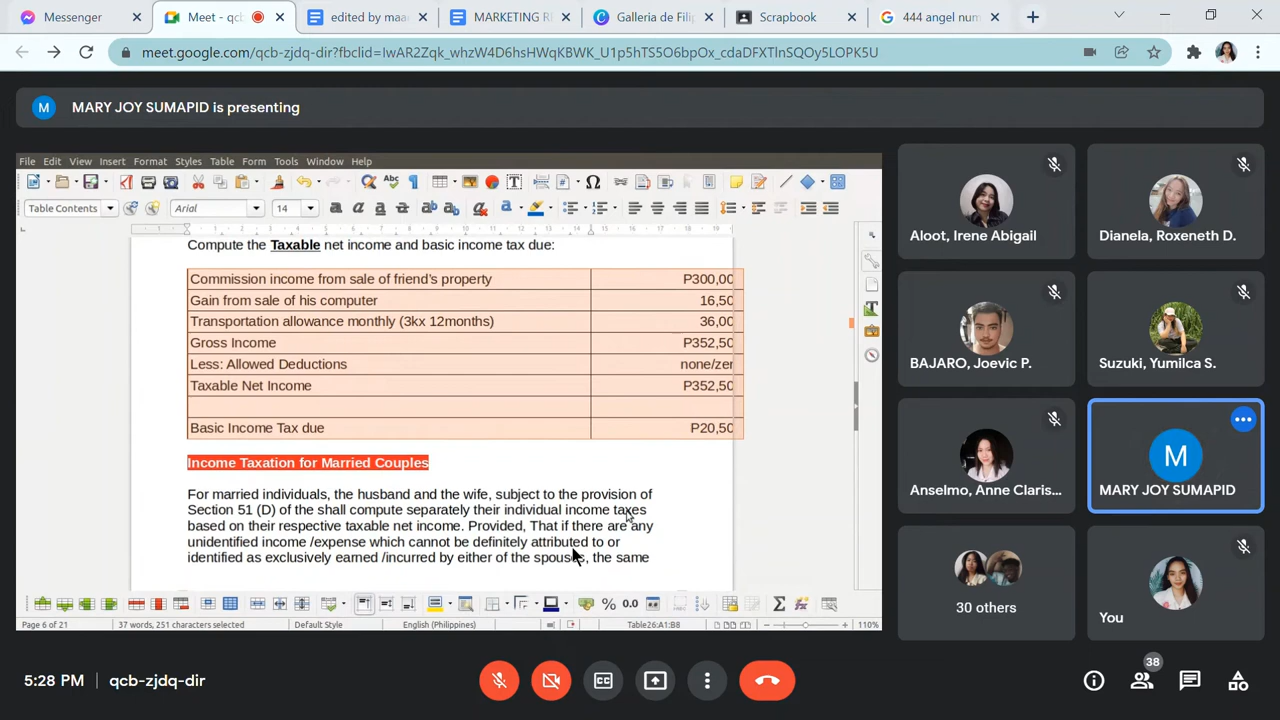 Messenger
Meet - qcb
edited by maa
MARKETING RI
Galleria de Filip
Scrapbook
444 angel num
meet.google.com/qcb-zjdq-dir?fbclid=IwAR2Zqk_whzW4D6hsHWqKBWK_U1p5hTS5O6bpOx_cdaDFXTlnSQOy5LOPK5U
M MARY JOY SUMAPID is presenting
File Edit View Insert Format Styles Table Form Tools Window Help
Table Contents Arial 14
Compute the Taxable net income and basic income tax due:
Commission income from sale of friend's property P300,00
Gain from sale of his computer 16,50
Transportation allowance monthly (3kx 12months) 36,00
Gross Income P352,50
Less: Allowed Deductions none/zer
Taxable Net Income P352,50
Basic Income Tax due P20,50
Income Taxation for Married Couples
For married individuals, the husband and the wife, subject to the provision of
Section 51 (D) of the shall compute separately their individual income taxes
based on their respective taxable net income. Provided, That if there are any
unidentified income /expense which cannot be definitely attributed to or
identified as exclusively earned /incurred by either of the spouses, the same
Page 6 of 21 37 words, 251 characters selected Default Style English (Philippines) Table26:A1:B8 110%
Aloot, Irene Abigail
Dianela, Roxeneth D.
BAJARO, Joevic P.
Suzuki, Yumilca S.
Anselmo, Anne Claris...
M
MARY JOY SUMAPID
30 others
You
5:28 PM | qcb-zjdq-dir
38